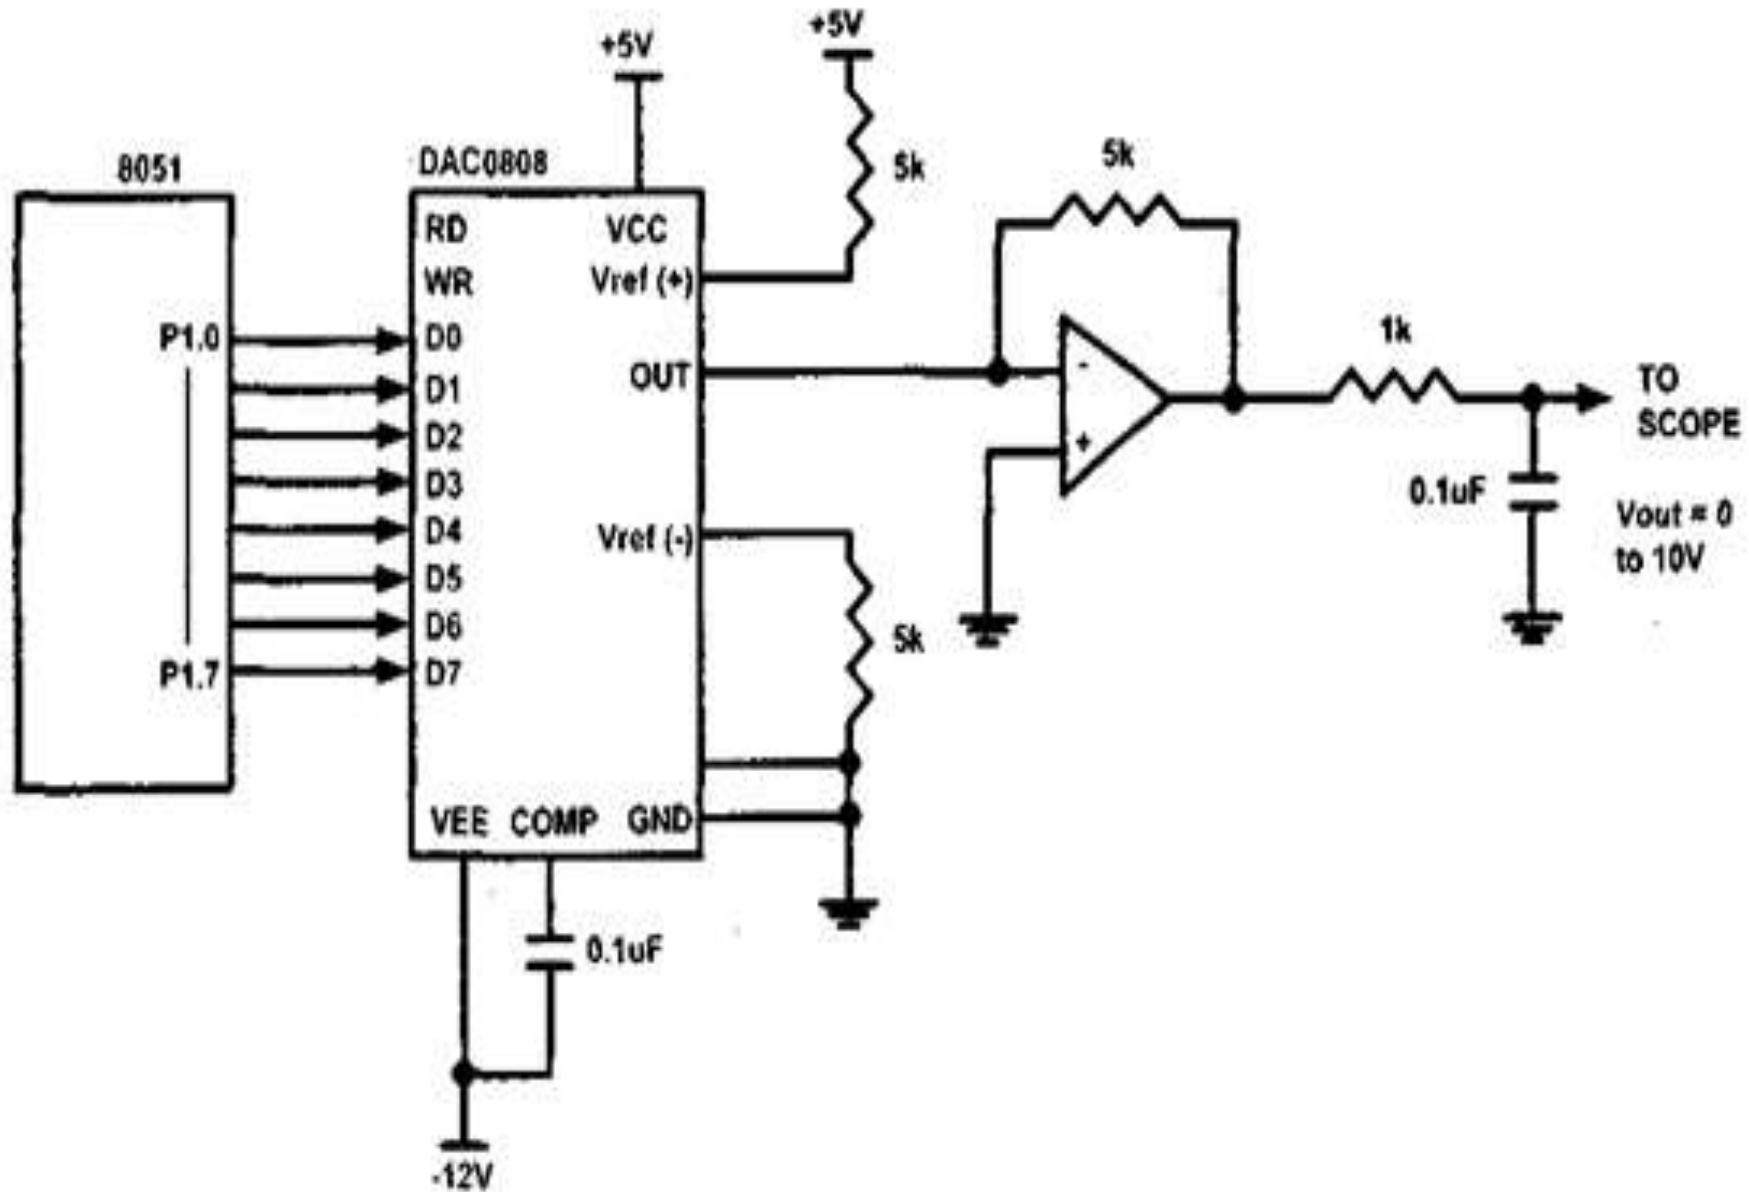 +5V
+5V
8051
DAC0808
5k
5k
RD
VCC
WR
Vref (+)
P1.0
D0
1k
OUT
-
D1
TO
SCOPE
D2
+
D3
0.1uF
D4
Vref (-)
Vout = 0
to 10V
D5
D6
5k
P1.7
D7
VEE
COMP
GND
0.1uF
-12V